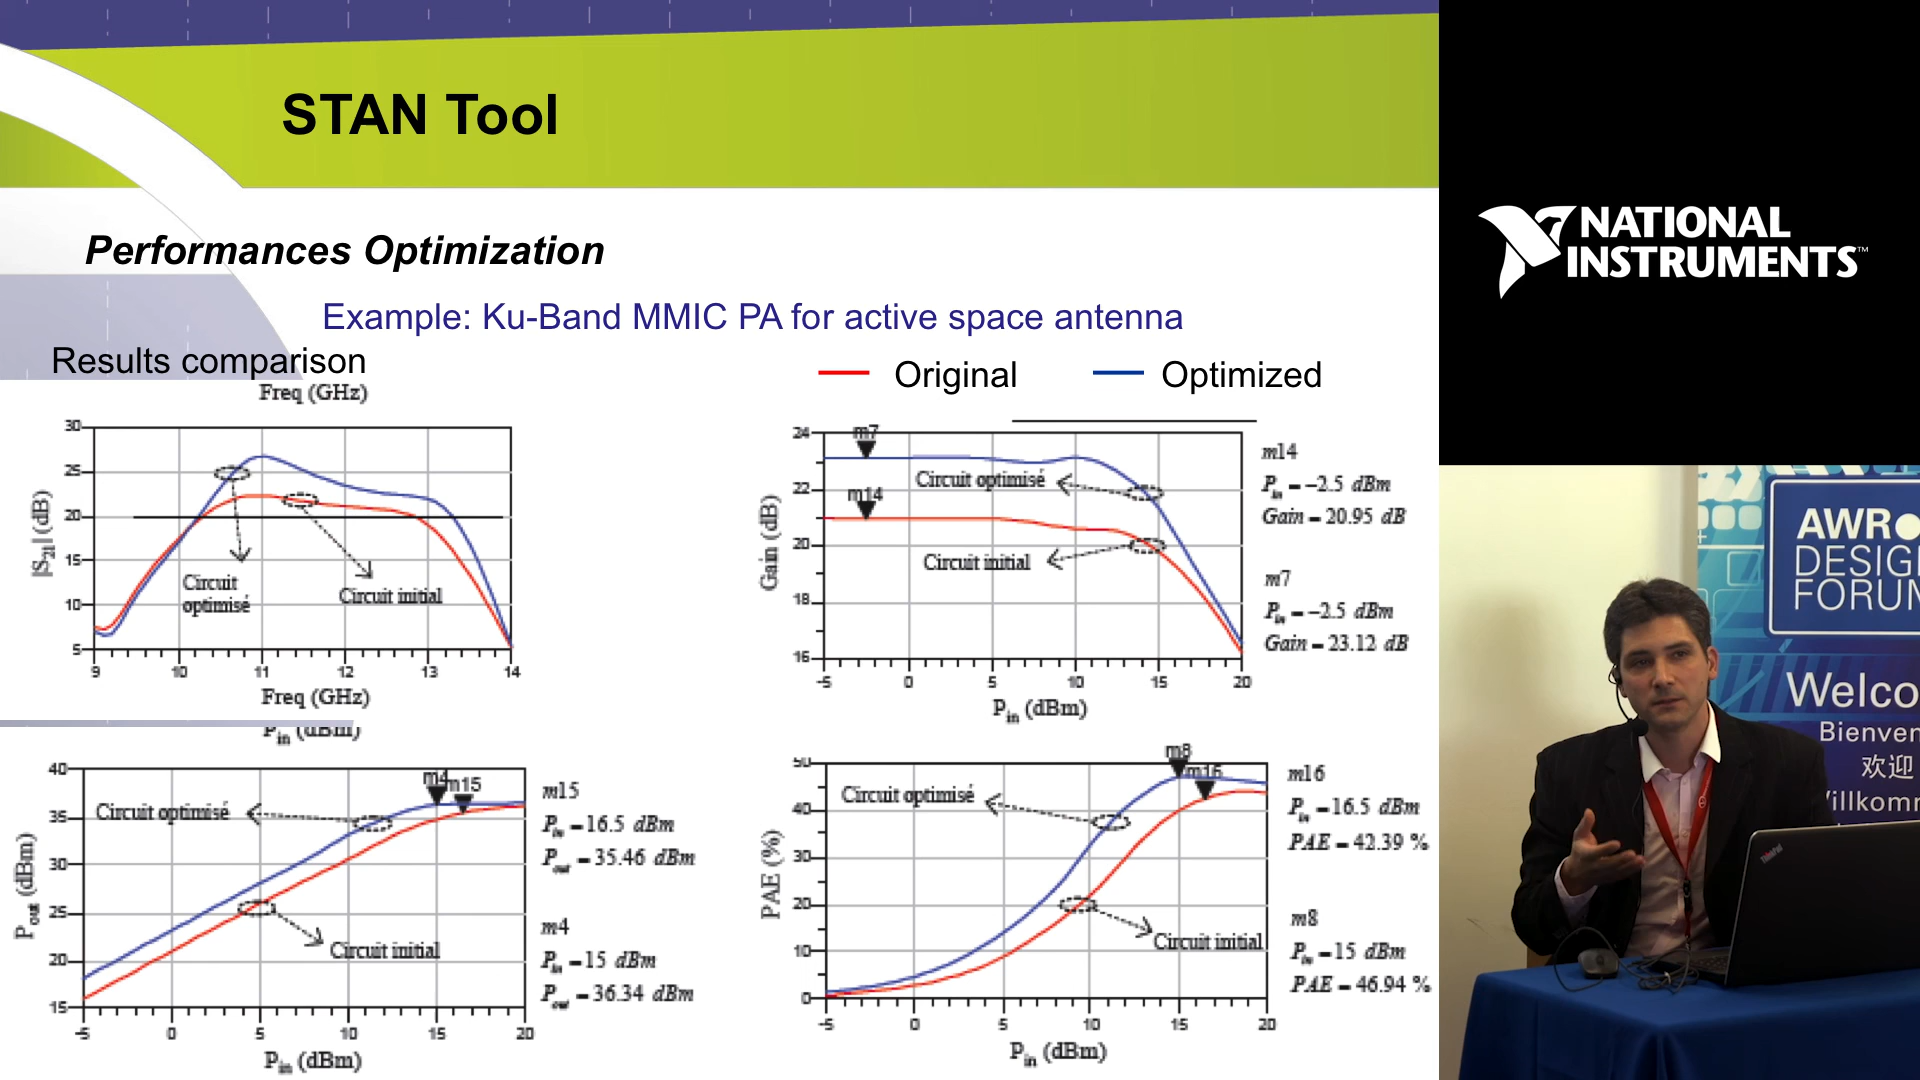 STAN Tool
Performances Optimization
Example: Ku-Band MMIC PA for active space antenna
Results comparison
Original
Optimized
Freq (GHz)
30
25
20
15
10
5
|S21| (dB)
Circuit
optimisé
Circuit initial
9 10 11 12 13 14
Freq (GHz)
24
22
20
18
16
Gain (dB)
m7
m14
Circuit optimisé
Circuit initial
-5 0 5 10 15 20
Pin (dBm)
m14
Pin = -2.5 dBm
Gain = 20.95 dB
m7
Pin = -2.5 dBm
Gain = 23.12 dB
Pin (dBm)
40
35
30
25
20
15
Pout (dBm)
m4
m15
Circuit optimisé
Circuit initial
-5 0 5 10 15 20
Pin (dBm)
m15
Pin = 16.5 dBm
Pout = 35.46 dBm
m4
Pin = 15 dBm
Pout = 36.34 dBm
50
40
30
20
10
0
PAE (%)
m8
m16
Circuit optimisé
Circuit initial
-5 0 5 10 15 20
Pin (dBm)
m16
Pin = 16.5 dBm
PAE = 42.39 %
m8
Pin = 15 dBm
PAE = 46.94 %
NATIONAL
INSTRUMENTS™
AWR
DESIG
FORUM
Welco
Bienven
欢迎
Villkomm
ThinkPad